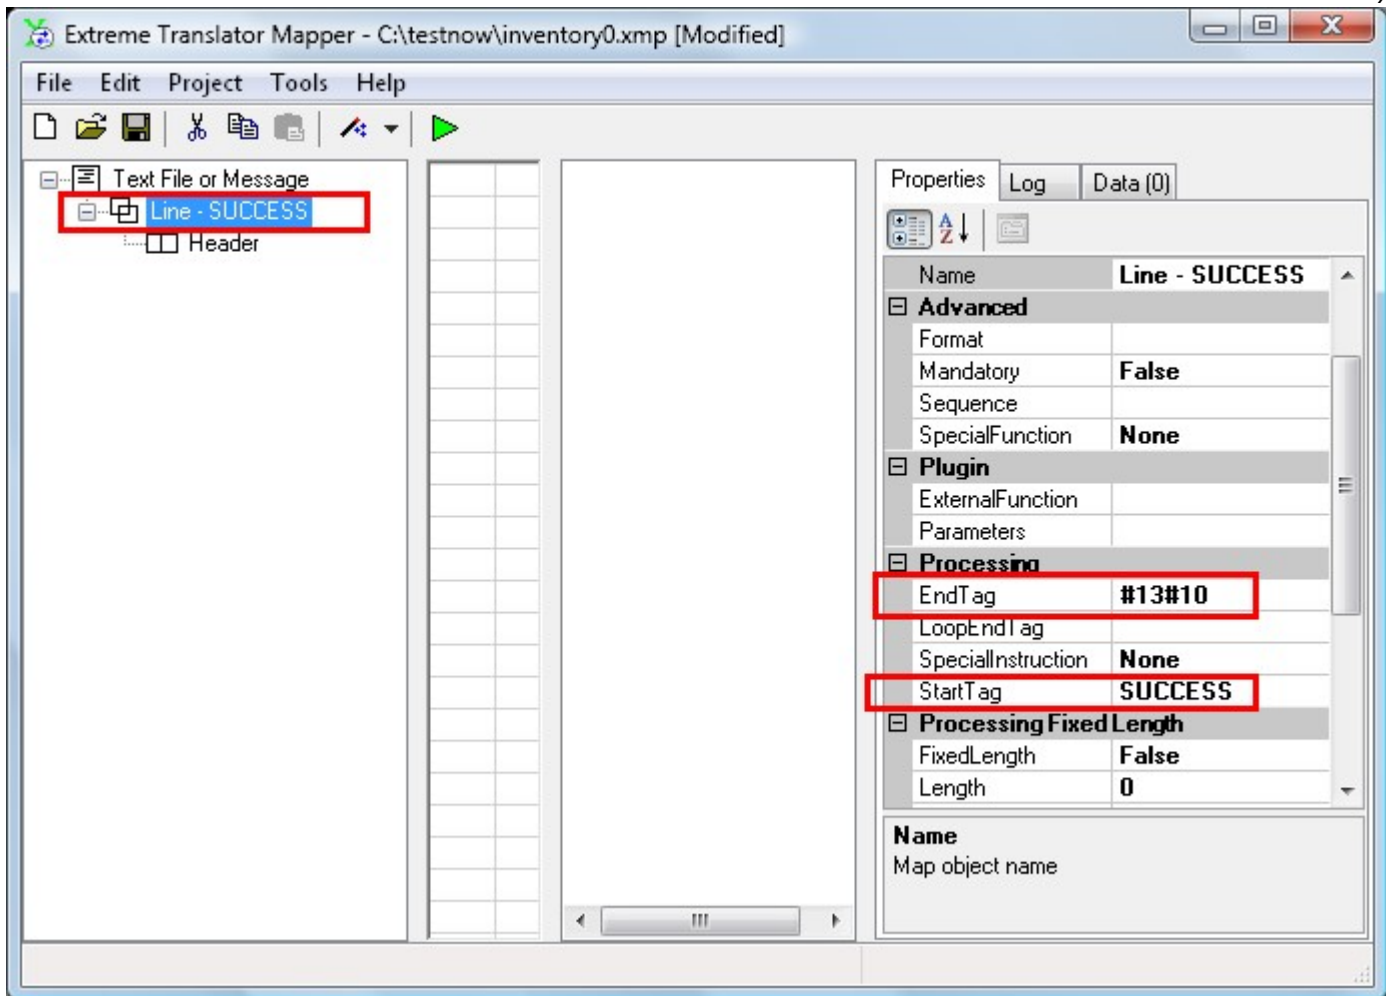 Extreme Translator Mapper - C:\testnow\inventory0.xmp [Modified]
File Edit Project Tools Help
Text File or Message
Line - SUCCESS
Header
Properties Log Data (0)
Name Line - SUCCESS
Advanced
Format
Mandatory False
Sequence
SpecialFunction None
Plugin
ExternalFunction
Parameters
Processing
EndTag #13#10
LoopEndTag
SpecialInstruction None
StartTag SUCCESS
Processing Fixed Length
FixedLength False
Length 0
Name
Map object name